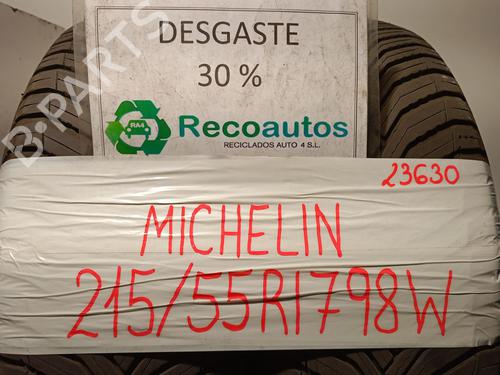 DESGASTE
30 %
RA4
Recoautos
RECICLADOS AUTO 4 S.L.
B-PARTS
23630
MICHELIN
215/55R1798W